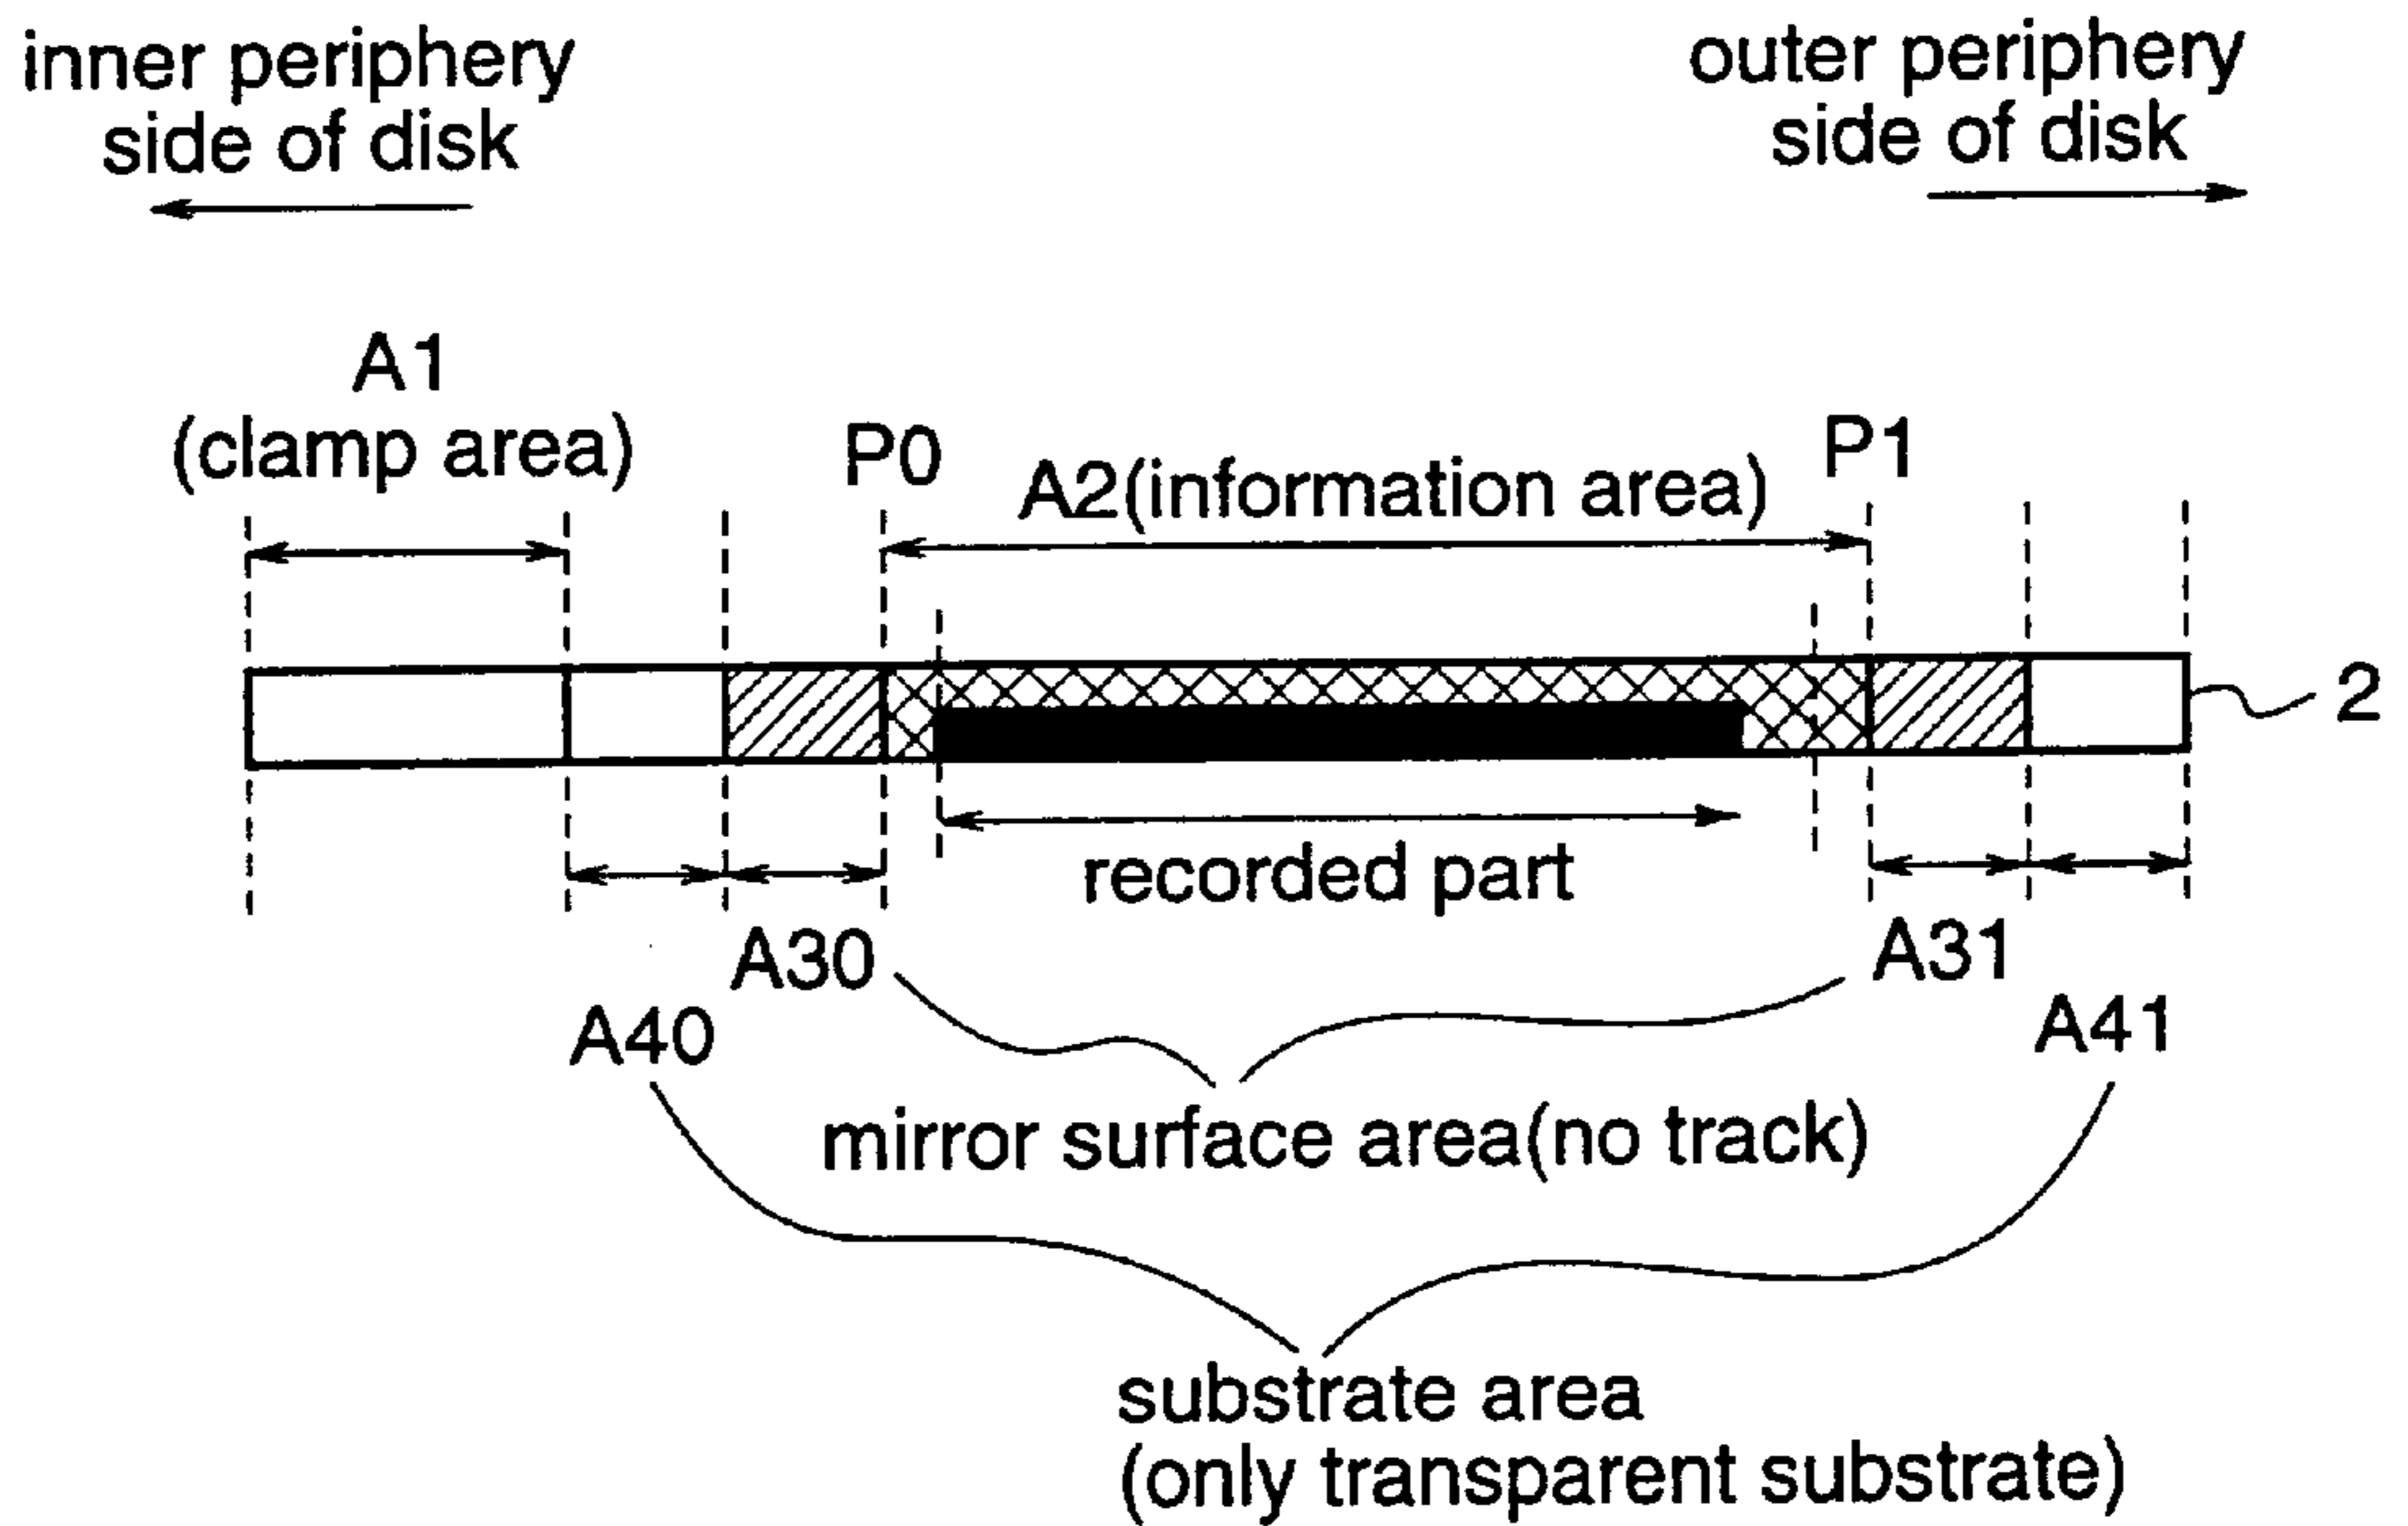 inner periphery
side of disk
outer periphery
side of disk
A1
(clamp area)
P0
A2(information area)
P1
2
recorded part
A30
A31
A40
A41
mirror surface area(no track)
substrate area
(only transparent substrate)